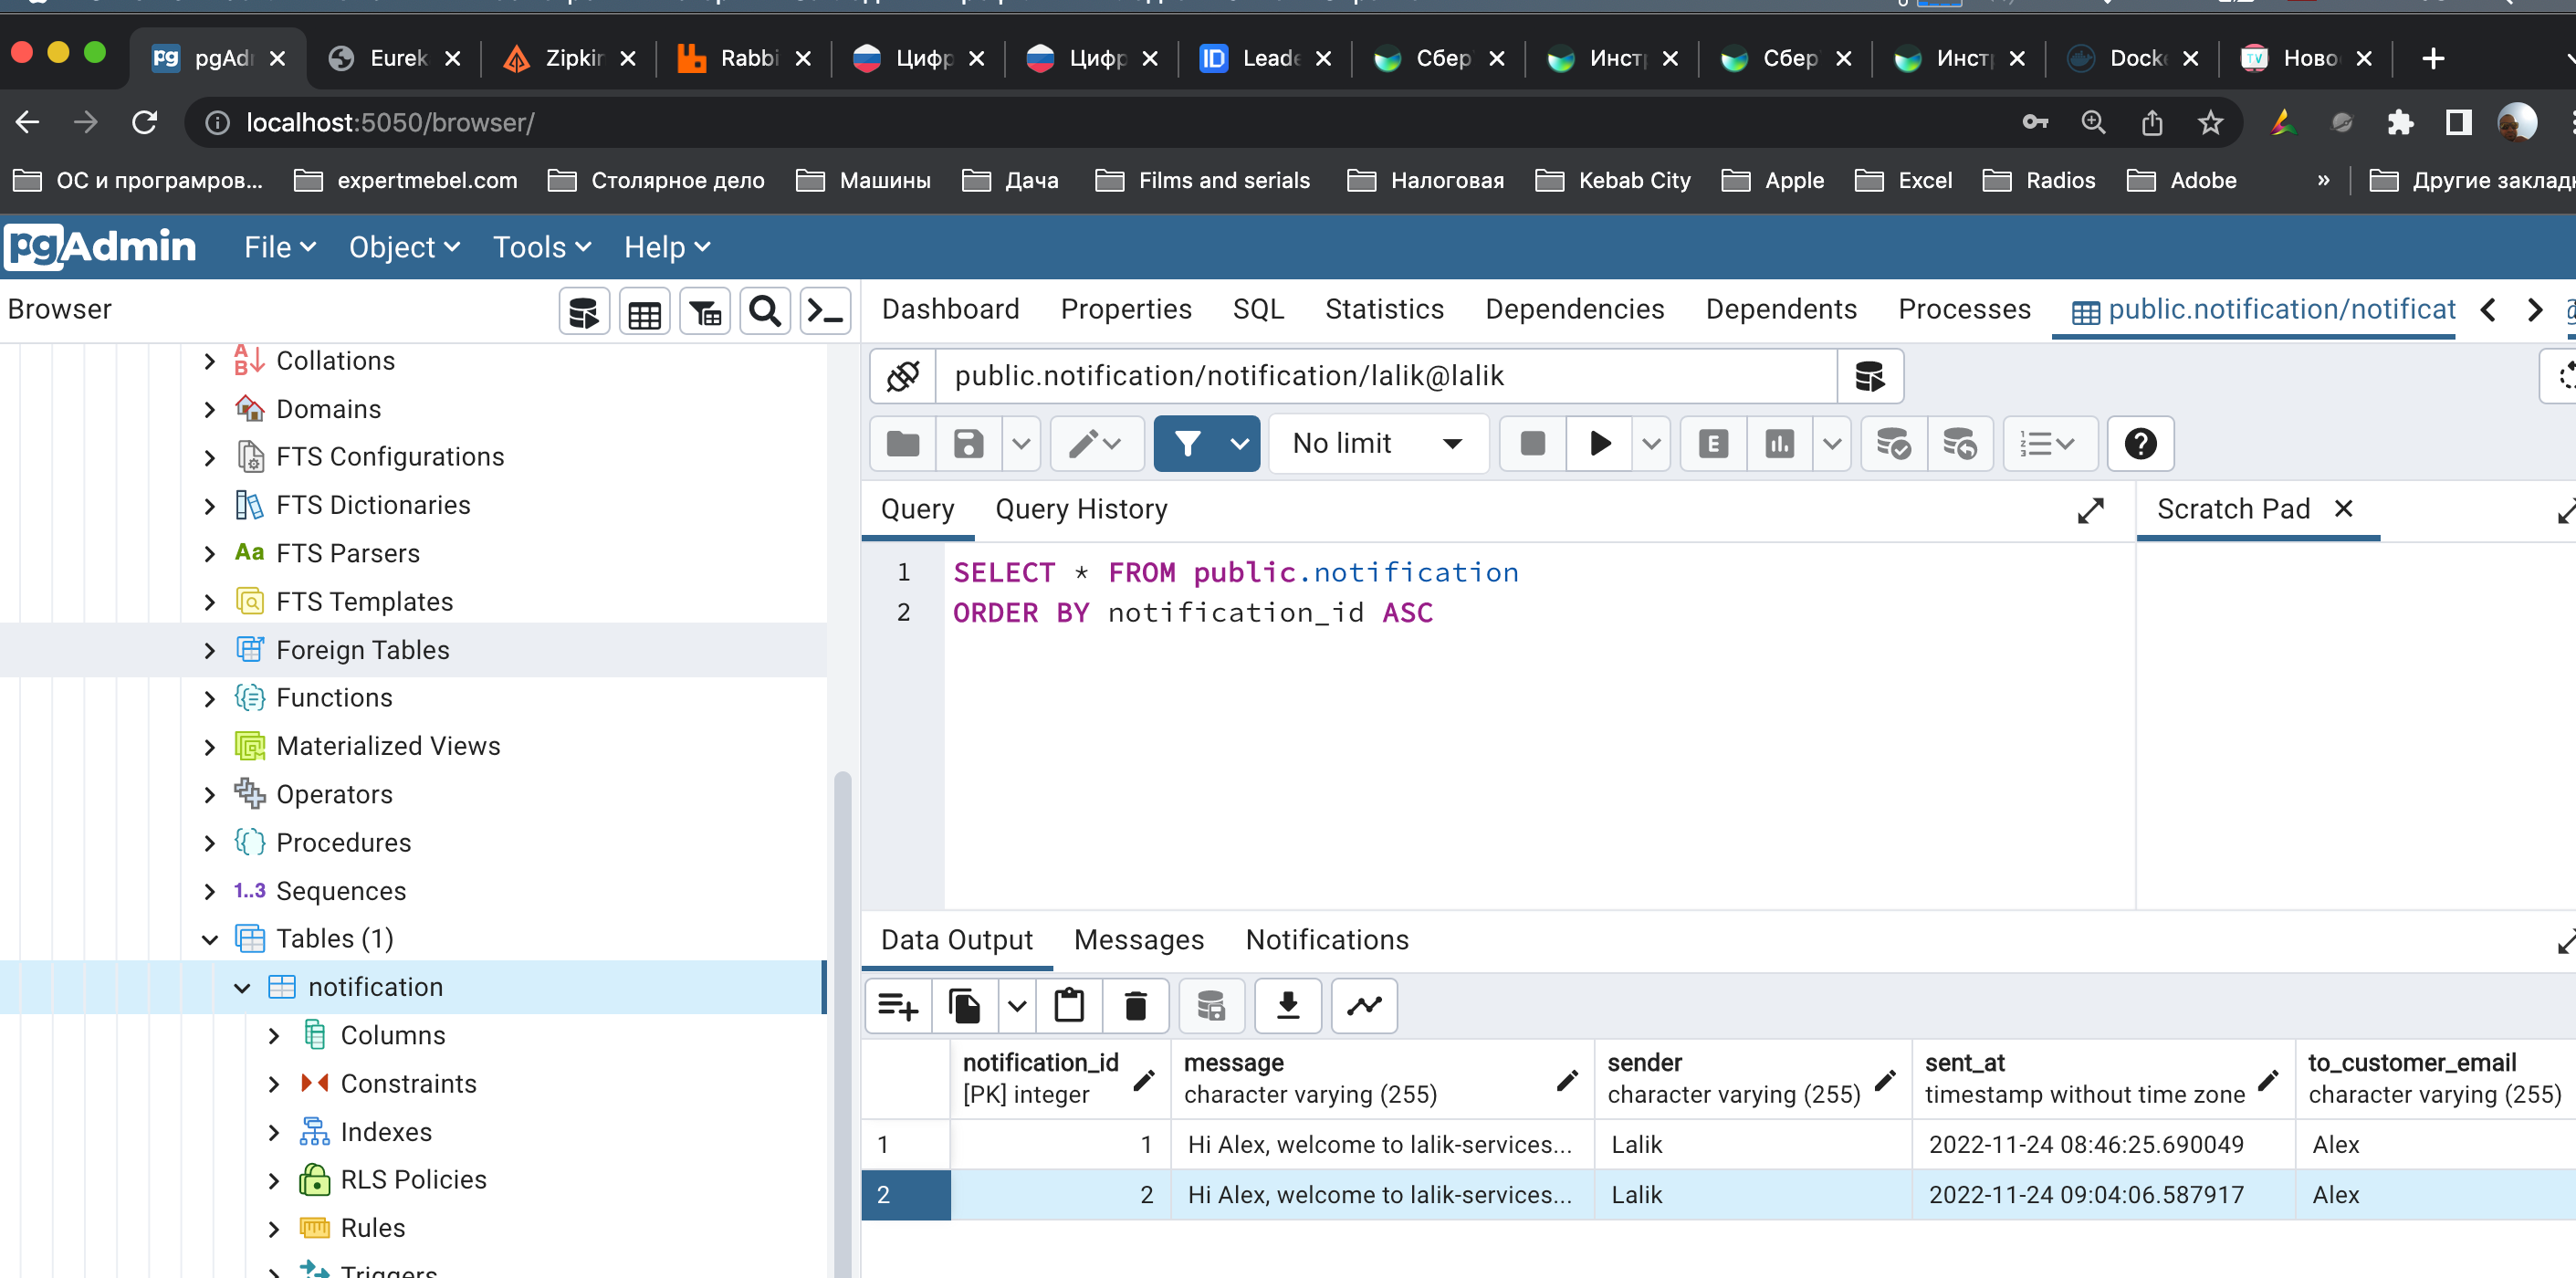 pgAdr
Eurek
Zipkin
Rabbi
Цифр
Цифр
Leade
Сбер
Инст
Сбер
Инст
Docke
Ново
localhost:5050/browser/
ОС и програмров...
expertmebel.com
Столярное дело
Машины
Дача
Films and serials
Налоговая
Kebab City
Apple
Excel
Radios
Adobe
»
Другие заклад
pgAdmin
File
Object
Tools
Help
Browser
Dashboard
Properties
SQL
Statistics
Dependencies
Dependents
Processes
public.notification/notificat
Collations
Domains
FTS Configurations
FTS Dictionaries
Aa FTS Parsers
FTS Templates
Foreign Tables
Functions
Materialized Views
Operators
Procedures
1..3 Sequences
Tables (1)
notification
Columns
Constraints
Indexes
RLS Policies
Rules
Triggers
public.notification/notification/lalik@lalik
No limit
Query
Query History
Scratch Pad
1 SELECT * FROM public.notification
2 ORDER BY notification_id ASC
Data Output
Messages
Notifications
notification_id
[PK] integer
message
character varying (255)
sender
character varying (255)
sent_at
timestamp without time zone
to_customer_email
character varying (255)
1 1 Hi Alex, welcome to lalik-services... Lalik 2022-11-24 08:46:25.690049 Alex
2 2 Hi Alex, welcome to lalik-services... Lalik 2022-11-24 09:04:06.587917 Alex